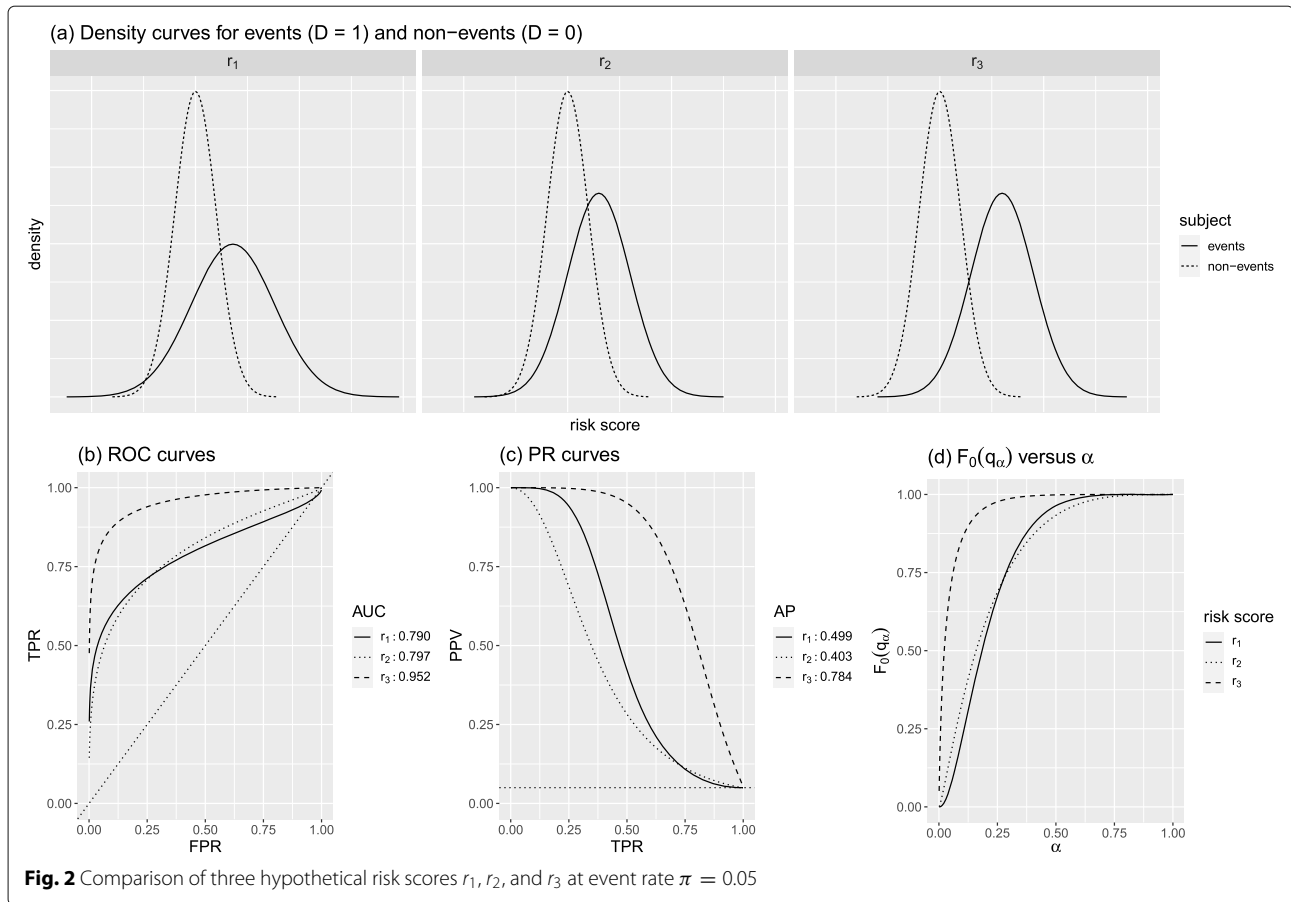 (a) Density curves for events (D = 1) and non−events (D = 0)
r1 r2 r3
density
risk score
subject
events
non−events
(b) ROC curves
1.00
0.75
0.50
0.25
0.00
TPR
0.00 0.25 0.50 0.75 1.00
FPR
AUC
r1 : 0.790
r2 : 0.797
r3 : 0.952
(c) PR curves
1.00
0.75
0.50
0.25
0.00
PPV
0.00 0.25 0.50 0.75 1.00
TPR
AP
r1 : 0.499
r2 : 0.403
r3 : 0.784
(d) F0(qα) versus α
1.00
0.75
0.50
0.25
0.00
F0(qα)
0.00 0.25 0.50 0.75 1.00
α
risk score
r1
r2
r3
Fig. 2 Comparison of three hypothetical risk scores r1, r2, and r3 at event rate π = 0.05